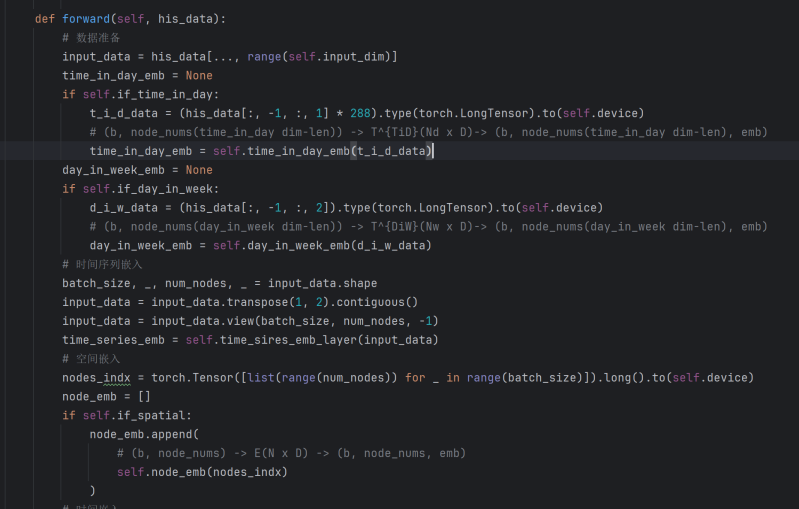 def forward(self, his_data):
# 数据准备
input_data = his_data[..., range(self.input_dim)]
time_in_day_emb = None
if self.if_time_in_day:
t_i_d_data = (his_data[:, -1, :, 1] * 288).type(torch.LongTensor).to(self.device)
# (b, node_nums(time_in_day dim-len)) -> T^{TiD}(Nd x D)-> (b, node_nums(time_in_day dim-len), emb)
time_in_day_emb = self.time_in_day_emb(t_i_d_data)
day_in_week_emb = None
if self.if_day_in_week:
d_i_w_data = (his_data[:, -1, :, 2]).type(torch.LongTensor).to(self.device)
# (b, node_nums(day_in_week dim-len)) -> T^{DiW}(Nw x D)-> (b, node_nums(day_in_week dim-len), emb)
day_in_week_emb = self.day_in_week_emb(d_i_w_data)
# 时间序列嵌入
batch_size, _, num_nodes, _ = input_data.shape
input_data = input_data.transpose(1, 2).contiguous()
input_data = input_data.view(batch_size, num_nodes, -1)
time_series_emb = self.time_sires_emb_layer(input_data)
# 空间嵌入
nodes_indx = torch.Tensor([list(range(num_nodes)) for _ in range(batch_size)]).long().to(self.device)
node_emb = []
if self.if_spatial:
node_emb.append(
# (b, node_nums) -> E(N x D) -> (b, node_nums, emb)
self.node_emb(nodes_indx)
)
# 时间嵌入